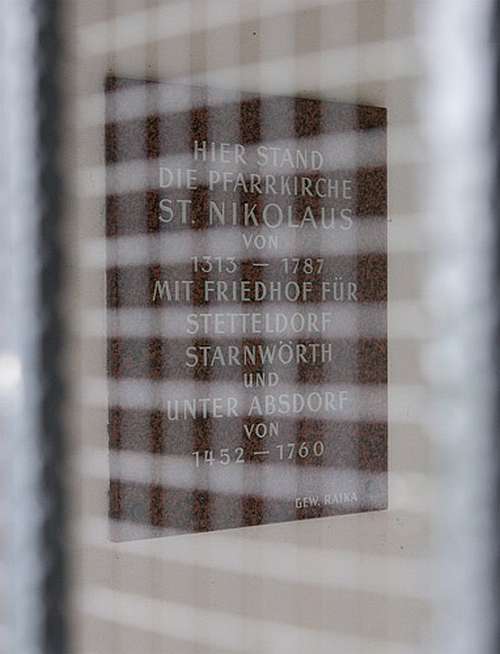 HIER STAND
DIE PFARRKIRCHE
ST. NIKOLAUS
VON
1313 — 1787
MIT FRIEDHOF FÜR
STETTELDORF
STARNWÖRTH
UND
UNTER ABSDORF
VON
1452 — 1760
GEW. RAIKA